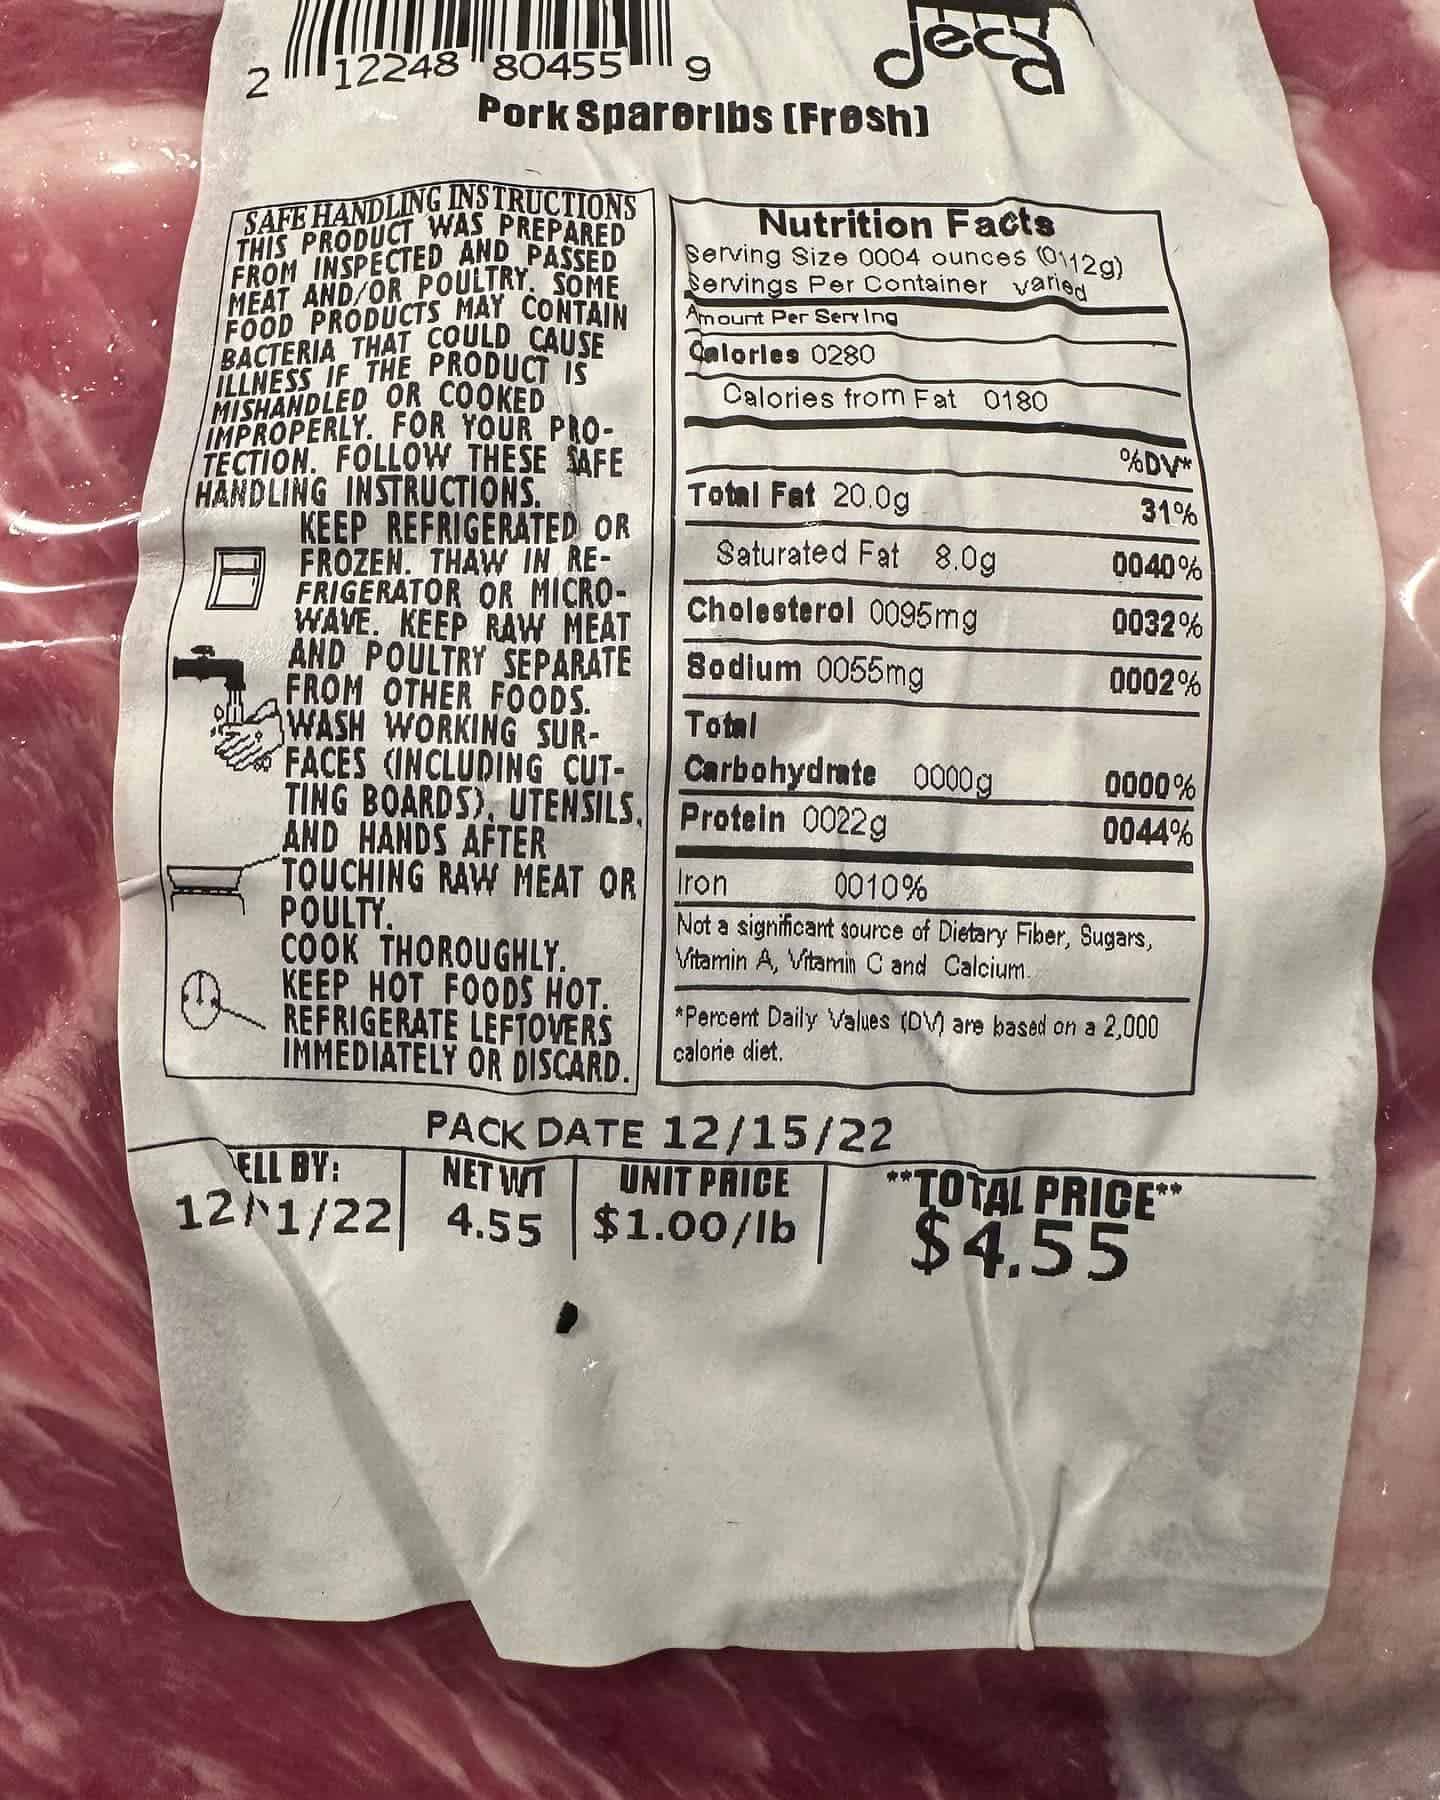 2 12248 80455 9
deca
Pork Spareribs (Fresh)
SAFE HANDLING INSTRUCTIONS
THIS PRODUCT WAS PREPARED
FROM INSPECTED AND PASSED
MEAT AND/OR POULTRY. SOME
FOOD PRODUCTS MAY CONTAIN
BACTERIA THAT COULD CAUSE
ILLNESS IF THE PRODUCT IS
MISHANDLED OR COOKED
IMPROPERLY. FOR YOUR PRO-
TECTION. FOLLOW THESE SAFE
HANDLING INSTRUCTIONS.
KEEP REFRIGERATED OR
FROZEN. THAW IN RE-
FRIGERATOR OR MICRO-
WAVE. KEEP RAW MEAT
AND POULTRY SEPARATE
FROM OTHER FOODS.
WASH WORKING SUR-
FACES (INCLUDING CUT-
TING BOARDS), UTENSILS,
AND HANDS AFTER
TOUCHING RAW MEAT OR
POULTY.
COOK THOROUGHLY.
KEEP HOT FOODS HOT.
REFRIGERATE LEFTOVERS
IMMEDIATELY OR DISCARD.
Nutrition Facts
Serving Size 0004 ounces (0112g)
Servings Per Container varied
Amount Per Serving
Calories 0280
Calories from Fat 0180
%DV*
Total Fat 20.0g 31%
Saturated Fat 8.0g 0040%
Cholesterol 0095mg 0032%
Sodium 0055mg 0002%
Total
Carbohydrate 0000g 0000%
Protein 0022g 0044%
Iron 0010%
Not a significant source of Dietary Fiber, Sugars,
Vitamin A, Vitamin C and Calcium.
*Percent Daily Values (DV) are based on a 2,000
calorie diet.
PACK DATE 12/15/22
ELL BY: NET WT UNIT PRICE **TOTAL PRICE**
4.55 $1.00/lb $4.55